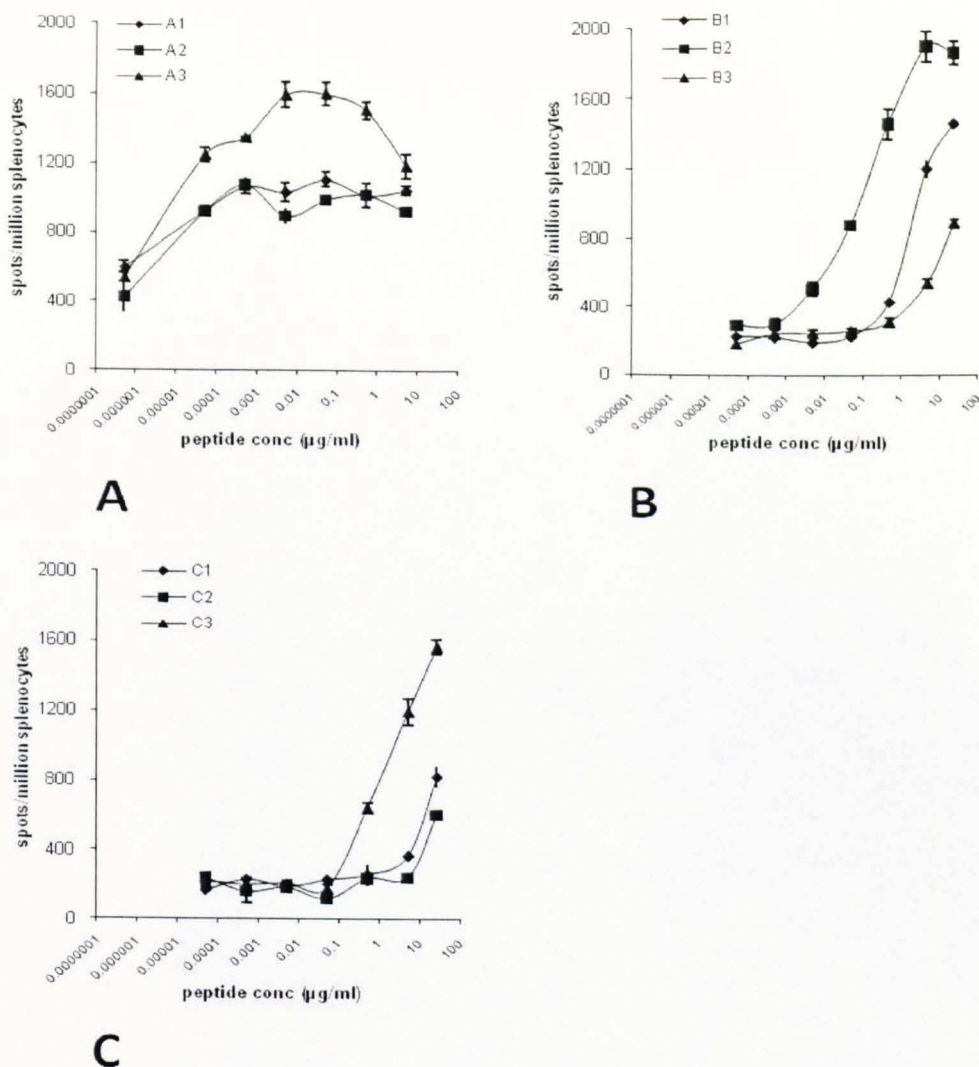 A1
A2
A3
2000
1600
1200
800
400
0
spots/million splenocytes
0.0000001
0.000001
0.00001
0.0001
0.001
0.01
0.1
1
10
100
peptide conc (µg/ml)
A
B1
B2
B3
2000
1600
1200
800
400
0
spots/million splenocytes
0.0000001
0.000001
0.00001
0.0001
0.001
0.01
0.1
1
10
100
peptide conc (µg/ml)
B
C1
C2
C3
2000
1600
1200
800
400
0
spots/million splenocytes
0.0000001
0.000001
0.00001
0.0001
0.001
0.01
0.1
1
10
100
peptide conc (µg/ml)
C